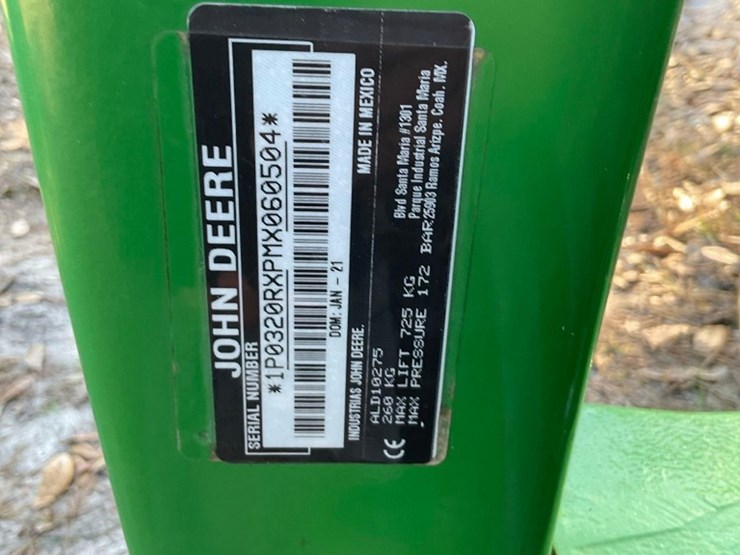 JOHN DEERE
SERIAL NUMBER
*1P0320RXPMX060504*
DOM: JAN - 21
INDUSTRIAS JOHN DEERE.
MADE IN MEXICO
ALD10275
260 KG
MAX LIFT 725 KG
MAX PRESSURE 172 BAR
CE
Blvd Santa Maria #1301
Parque Industrial Santa Maria
25903 Ramos Arizpe. Coah. MX.